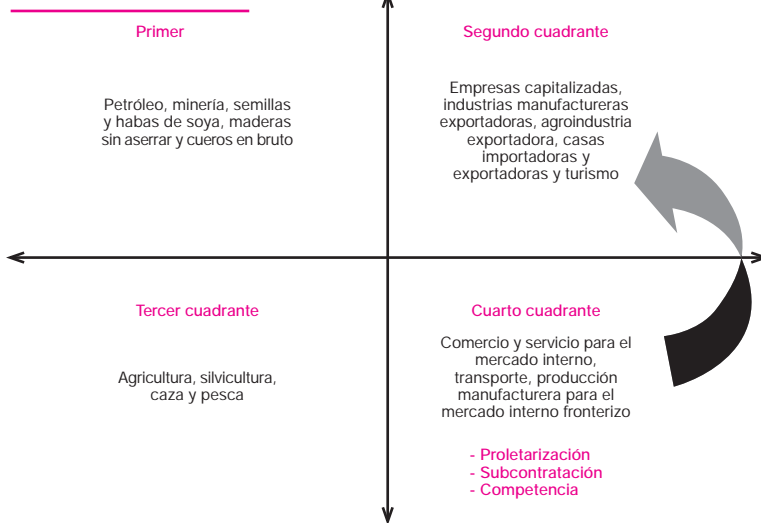 Primer
Petróleo, minería, semillas
y habas de soya, maderas
sin aserrar y cueros en bruto
Segundo cuadrante
Empresas capitalizadas,
industrias manufactureras
exportadoras, agroindustria
exportadora, casas
importadoras y
exportadoras y turismo
Tercer cuadrante
Agricultura, silvicultura,
caza y pesca
Cuarto cuadrante
Comercio y servicio para el
mercado interno,
transporte, producción
manufacturera para el
mercado interno fronterizo
- Proletarización
- Subcontratación
- Competencia